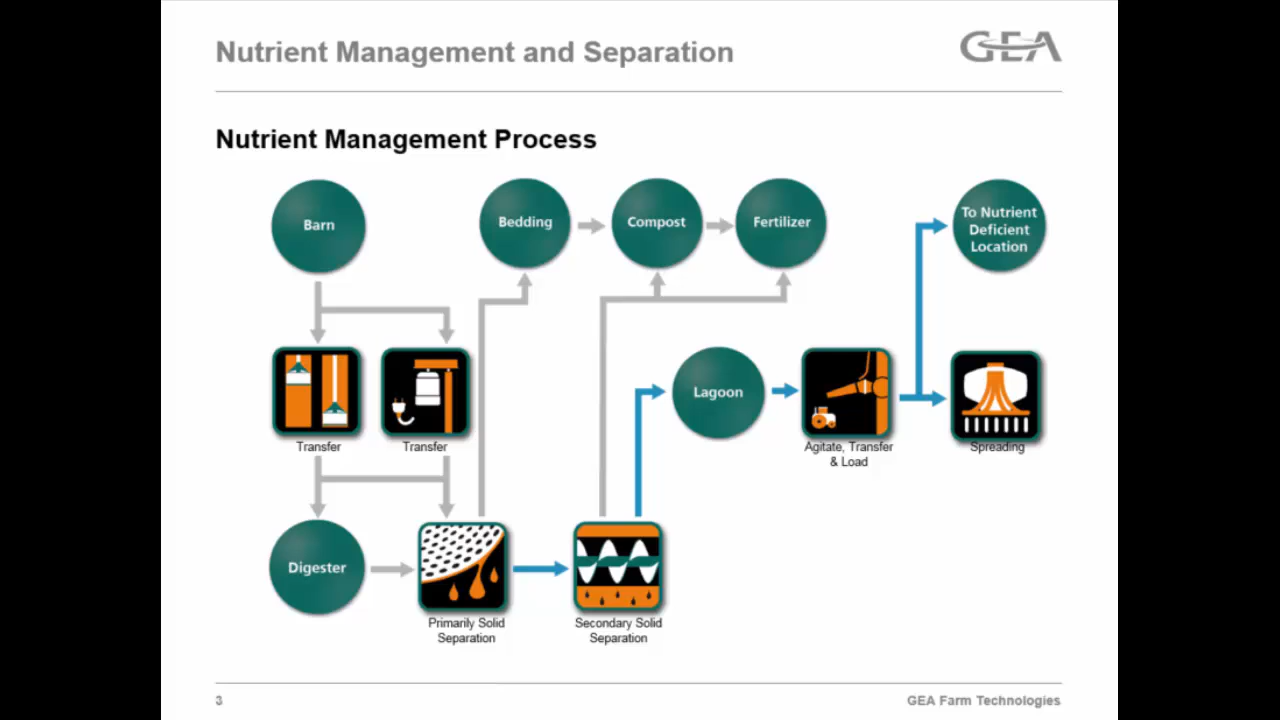 Nutrient Management and Separation
GEA
Nutrient Management Process
Barn
Bedding
Compost
Fertilizer
To Nutrient
Deficient
Location
Transfer
Transfer
Lagoon
Agitate, Transfer
& Load
Spreading
Digester
Primarily Solid
Separation
Secondary Solid
Separation
3
GEA Farm Technologies